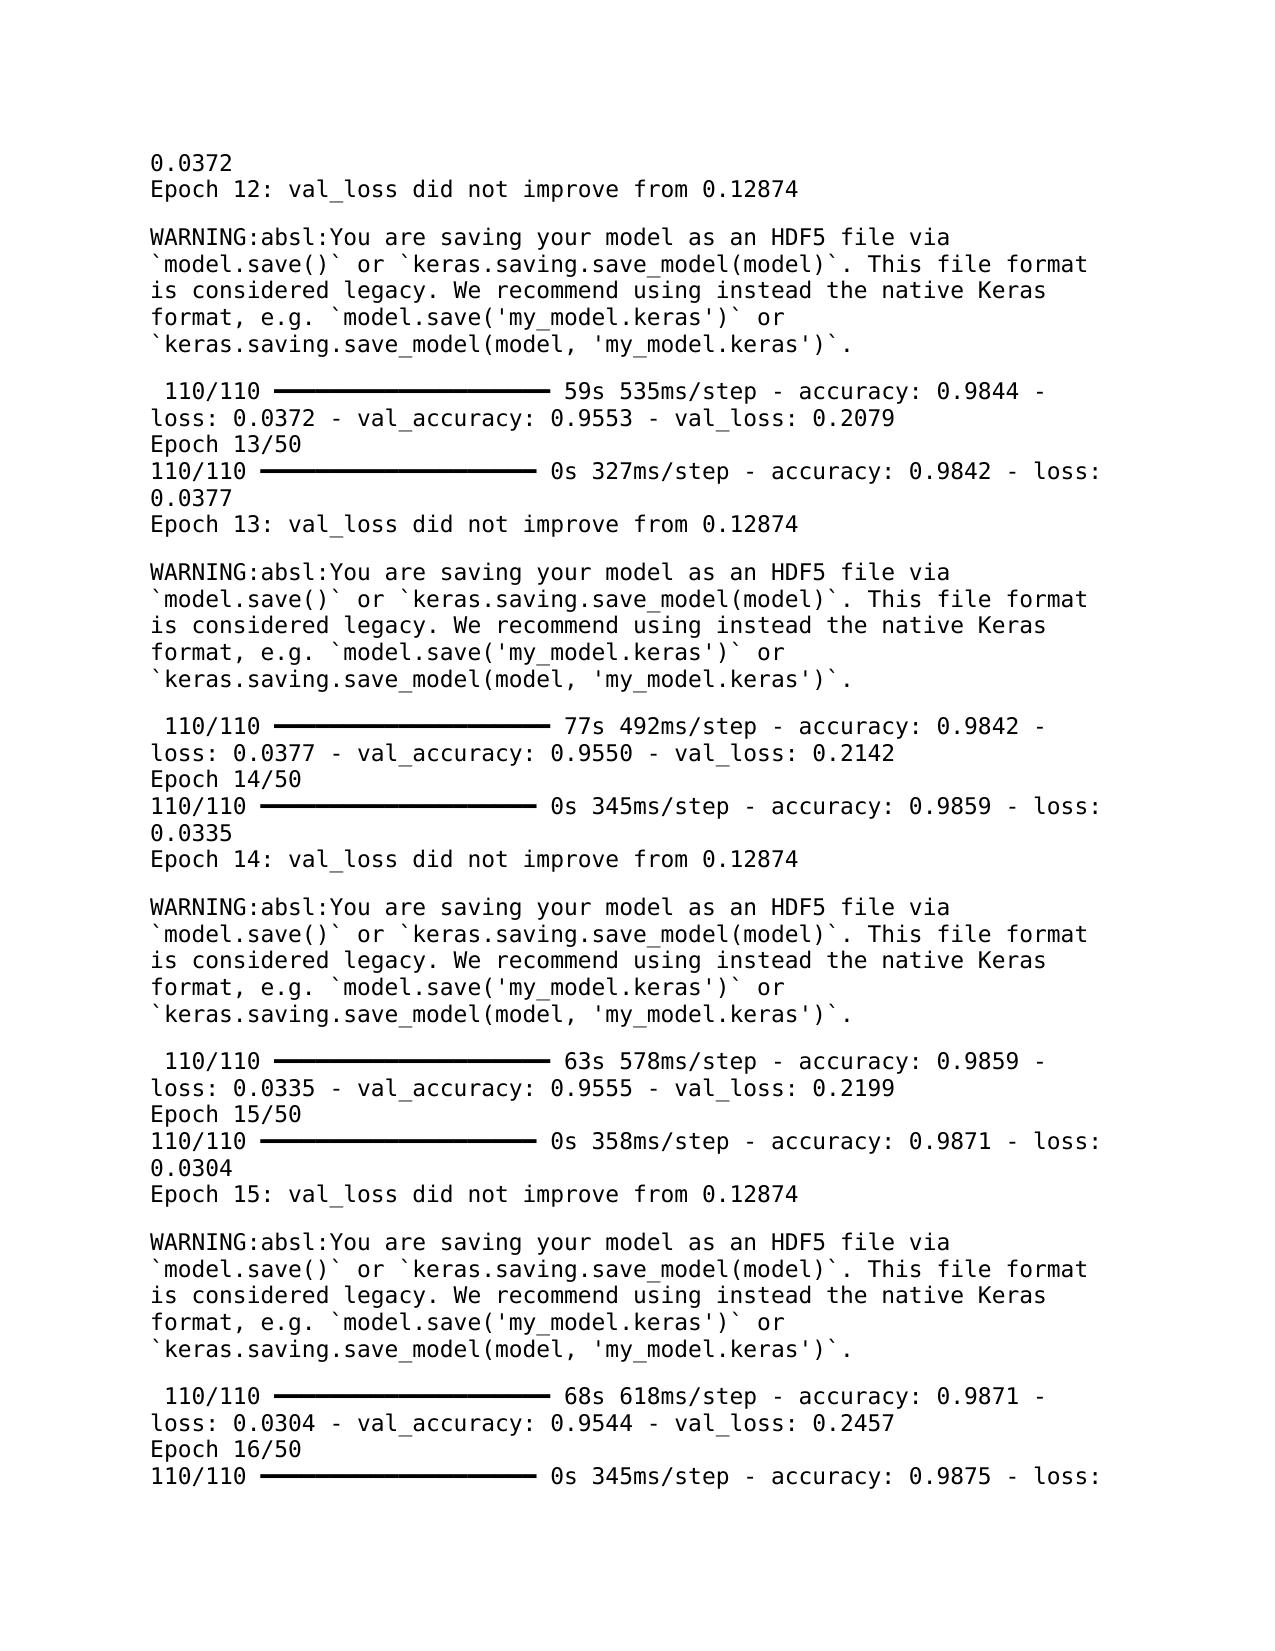 0.0372
Epoch 12: val_loss did not improve from 0.12874
WARNING:absl:You are saving your model as an HDF5 file via
`model.save()` or `keras.saving.save_model(model)`. This file format
is considered legacy. We recommend using instead the native Keras
format, e.g. `model.save('my_model.keras')` or
`keras.saving.save_model(model, 'my_model.keras')`.
110/110 ━━━━━━━━━━━━━━━━━━━━ 59s 535ms/step - accuracy: 0.9844 -
loss: 0.0372 - val_accuracy: 0.9553 - val_loss: 0.2079
Epoch 13/50
110/110 ━━━━━━━━━━━━━━━━━━━━ 0s 327ms/step - accuracy: 0.9842 - loss:
0.0377
Epoch 13: val_loss did not improve from 0.12874
WARNING:absl:You are saving your model as an HDF5 file via
`model.save()` or `keras.saving.save_model(model)`. This file format
is considered legacy. We recommend using instead the native Keras
format, e.g. `model.save('my_model.keras')` or
`keras.saving.save_model(model, 'my_model.keras')`.
110/110 ━━━━━━━━━━━━━━━━━━━━ 77s 492ms/step - accuracy: 0.9842 -
loss: 0.0377 - val_accuracy: 0.9550 - val_loss: 0.2142
Epoch 14/50
110/110 ━━━━━━━━━━━━━━━━━━━━ 0s 345ms/step - accuracy: 0.9859 - loss:
0.0335
Epoch 14: val_loss did not improve from 0.12874
WARNING:absl:You are saving your model as an HDF5 file via
`model.save()` or `keras.saving.save_model(model)`. This file format
is considered legacy. We recommend using instead the native Keras
format, e.g. `model.save('my_model.keras')` or
`keras.saving.save_model(model, 'my_model.keras')`.
110/110 ━━━━━━━━━━━━━━━━━━━━ 63s 578ms/step - accuracy: 0.9859 -
loss: 0.0335 - val_accuracy: 0.9555 - val_loss: 0.2199
Epoch 15/50
110/110 ━━━━━━━━━━━━━━━━━━━━ 0s 358ms/step - accuracy: 0.9871 - loss:
0.0304
Epoch 15: val_loss did not improve from 0.12874
WARNING:absl:You are saving your model as an HDF5 file via
`model.save()` or `keras.saving.save_model(model)`. This file format
is considered legacy. We recommend using instead the native Keras
format, e.g. `model.save('my_model.keras')` or
`keras.saving.save_model(model, 'my_model.keras')`.
110/110 ━━━━━━━━━━━━━━━━━━━━ 68s 618ms/step - accuracy: 0.9871 -
loss: 0.0304 - val_accuracy: 0.9544 - val_loss: 0.2457
Epoch 16/50
110/110 ━━━━━━━━━━━━━━━━━━━━ 0s 345ms/step - accuracy: 0.9875 - loss: